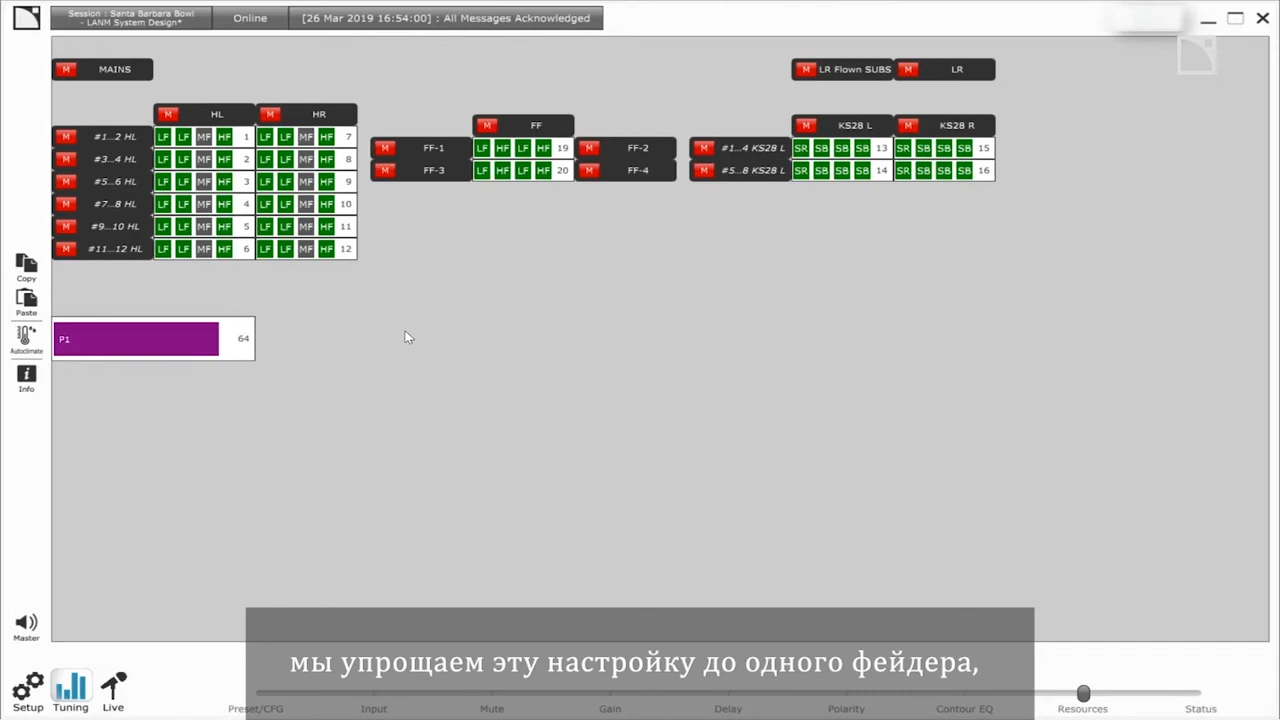 Session : Santa Barbara Bowl
- LANM System Design*
Online
[26 Mar 2019 16:54:00] : All Messages Acknowledged
M MAINS
M LR Flown SUBS M LR
M HL M HR
M #1...2 HL LF LF MF HF 1 LF LF MF HF 7
M #3...4 HL LF LF MF HF 2 LF LF MF HF 8
M #5...6 HL LF LF MF HF 3 LF LF MF HF 9
M #7...8 HL LF LF MF HF 4 LF LF MF HF 10
M #9...10 HL LF LF MF HF 5 LF LF MF HF 11
M #11...12 HL LF LF MF HF 6 LF LF MF HF 12
M FF
M FF-1 LF HF LF HF 19 M FF-2
M FF-3 LF HF LF HF 20 M FF-4
M KS28 L M KS28 R
M #1...4 KS28 L SR SB SB SB 13 SR SB SB SB 15
M #5...8 KS28 L SR SB SB SB 14 SR SB SB SB 16
Copy
Paste
Autoclimate
Info
P1 64
Master
мы упрощаем эту настройку до одного фейдера,
Setup Tuning Live
Preset/CFG Input Mute Gain Delay Polarity Contour EQ Resources Status